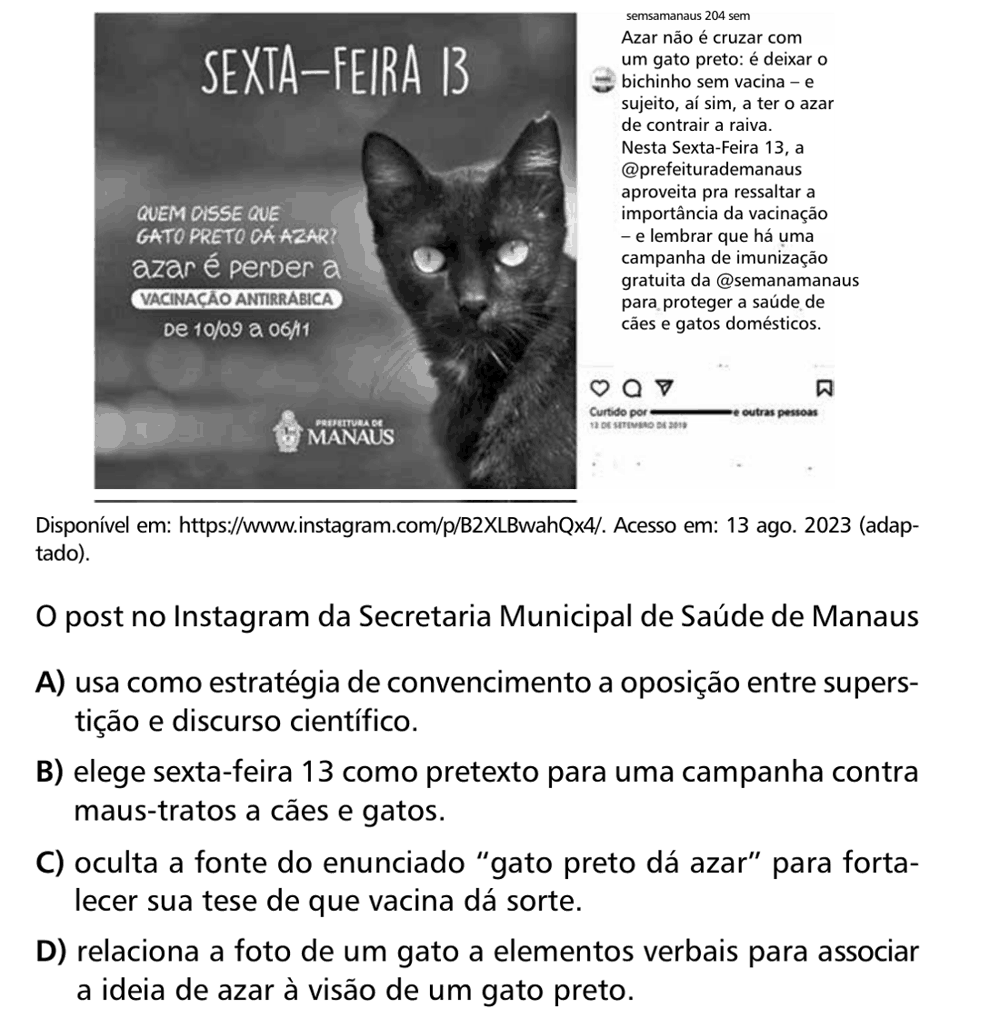 SEXTA-FEIRA 13
QUEM DISSE QUE
GATO PRETO DÁ AZAR?
azar é perder a
VACINAÇÃO ANTIRRÁBICA
De 10/09 a 06/11
PREFEITURA DE
MANAUS
semsamanaus 204 sem
Azar não é cruzar com
um gato preto: é deixar o
bichinho sem vacina – e
sujeito, aí sim, a ter o azar
de contrair a raiva.
Nesta Sexta-Feira 13, a
@prefeiturademanaus
aproveita pra ressaltar a
importância da vacinação
– e lembrar que há uma
campanha de imunização
gratuita da @semanamanaus
para proteger a saúde de
cães e gatos domésticos.
Curtido por e outras pessoas
13 DE SETEMBRO DE 2019
Disponível em: https://www.instagram.com/p/B2XLBwahQx4/. Acesso em: 13 ago. 2023 (adap-
tado).
O post no Instagram da Secretaria Municipal de Saúde de Manaus
A) usa como estratégia de convencimento a oposição entre supers-
tição e discurso científico.
B) elege sexta-feira 13 como pretexto para uma campanha contra
maus-tratos a cães e gatos.
C) oculta a fonte do enunciado “gato preto dá azar” para forta-
lecer sua tese de que vacina dá sorte.
D) relaciona a foto de um gato a elementos verbais para associar
a ideia de azar à visão de um gato preto.